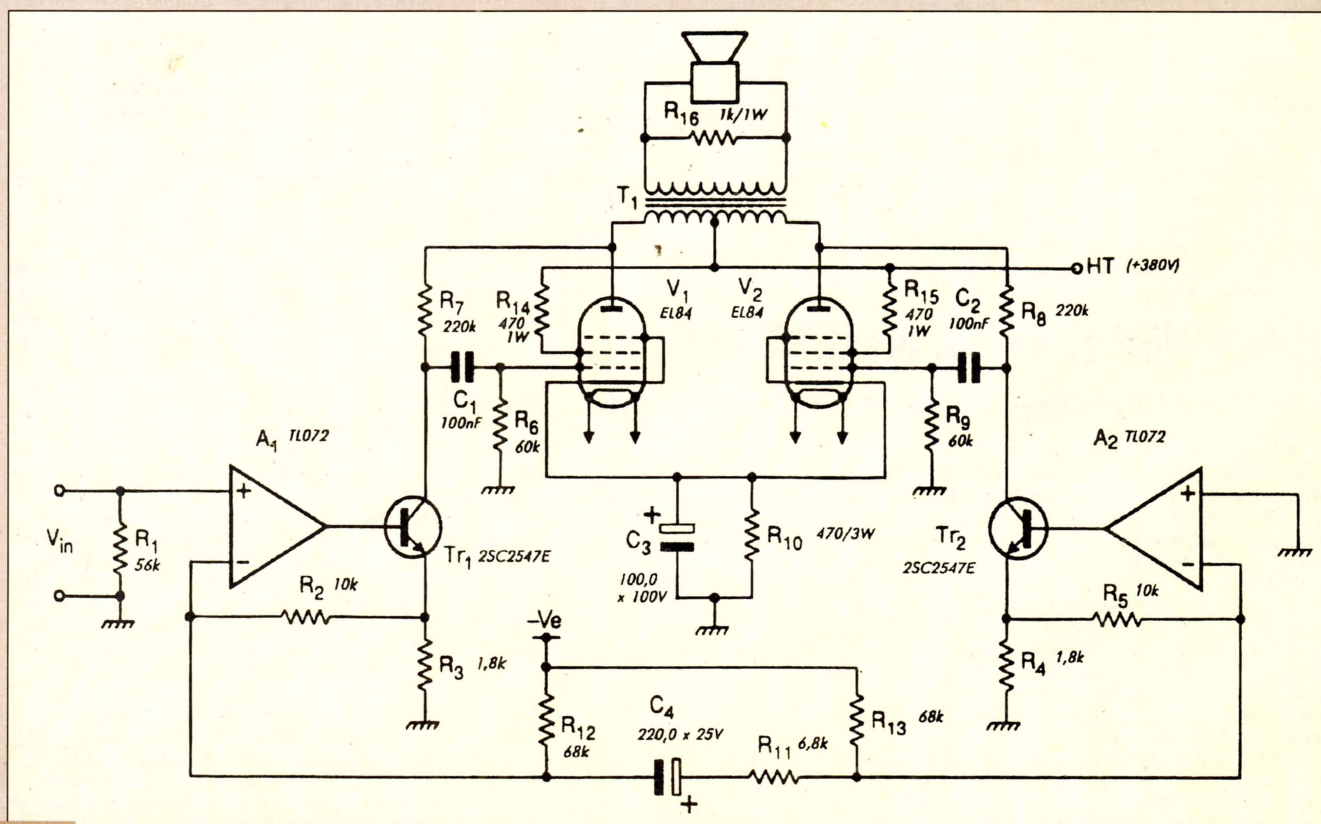 R16 1k/1W
T1
HT (+380V)
R7
220k
R14
470
1W
V1
EL84
V2
EL84
R15
470
1W
C2
100nF
R8 220k
C1
100nF
R6
60k
R9
60k
A1 TL072
A2 TL072
+
−
+
−
Vin
R1
56k
Tr1 2SC2547E
Tr2
2SC2547E
+
C3
100,0
x 100V
R10 470/3W
R2 10k
R5 10k
R3 1,8k
R4 1,8k
–Ve
R12
68k
C4
220,0 x 25V
+
R11 6,8k
R13 68k